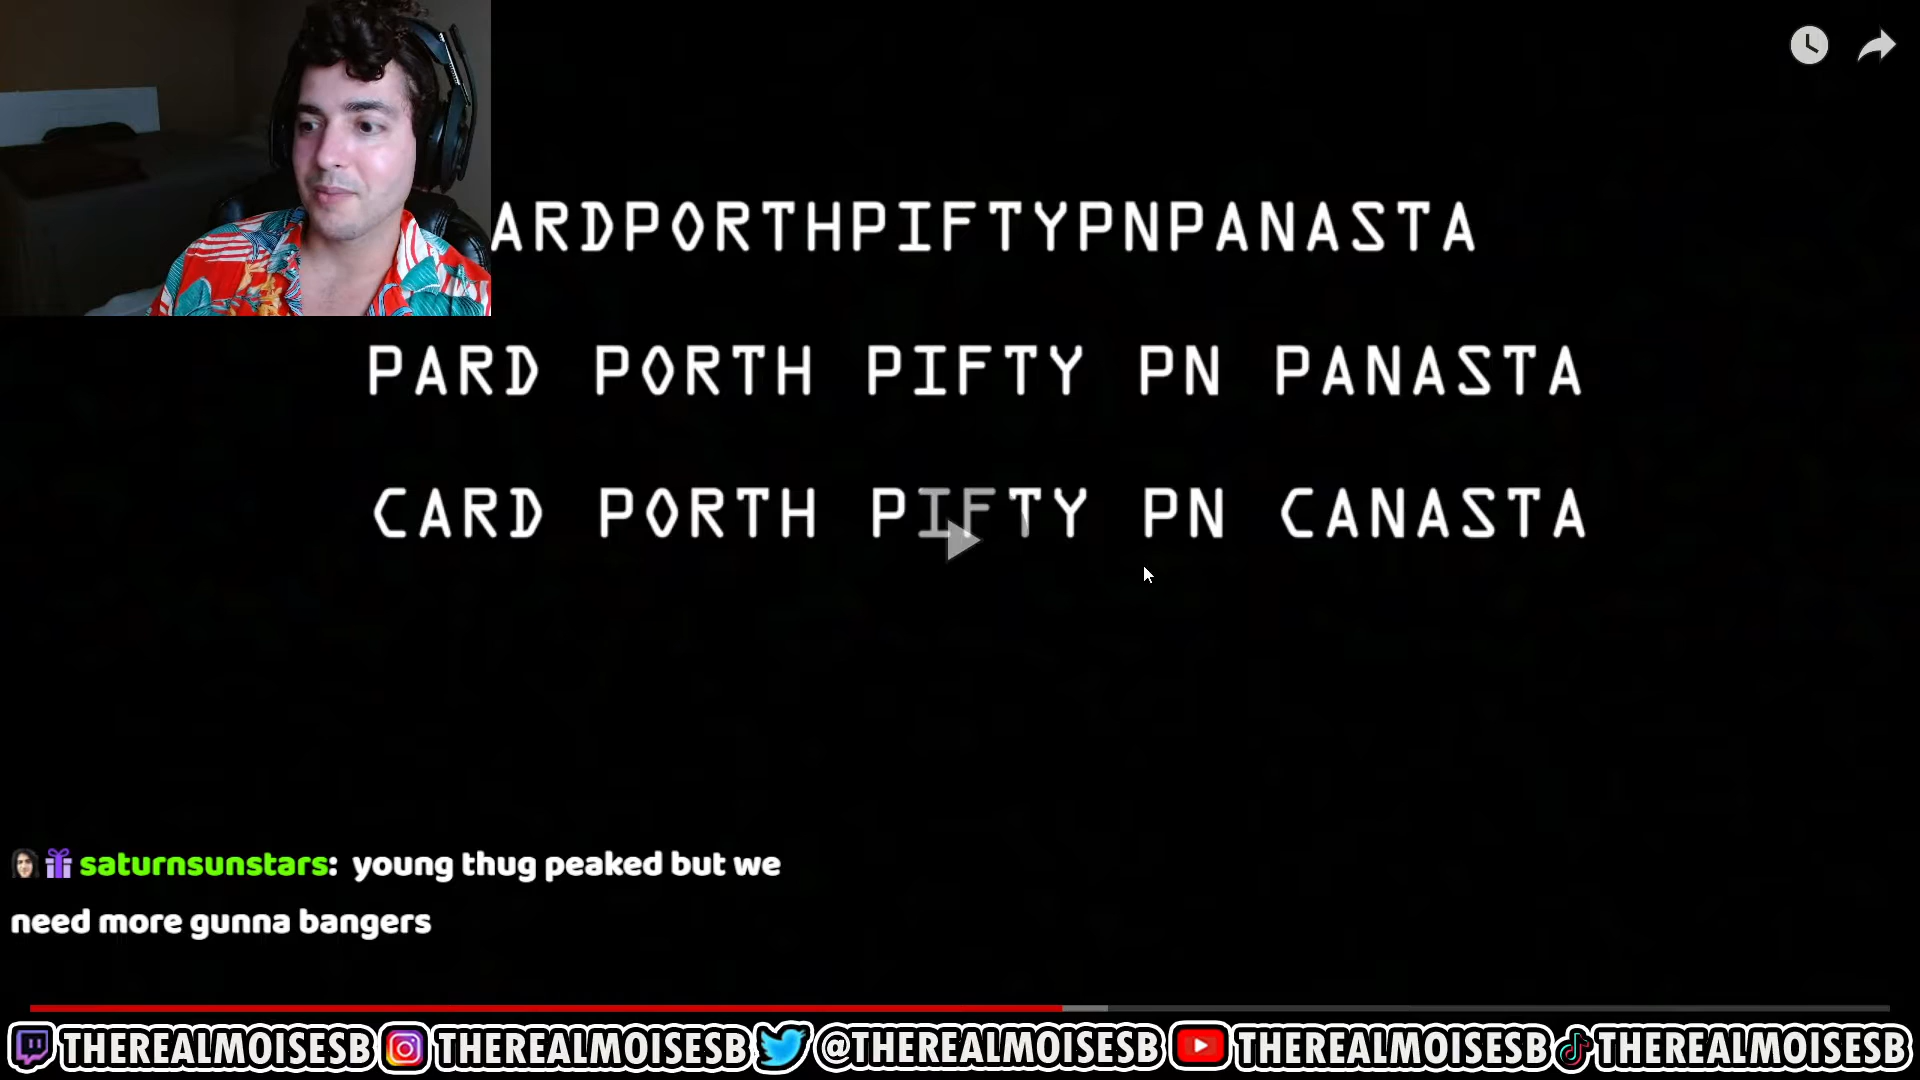 ARDPORTHPIFTYPNPANASTA
PARD PORTH PIFTY PN PANASTA
CARD PORTH PIFTY PN CANASTA
saturnsunstars: young thug peaked but we
need more gunna bangers
THEREALMOISESB THEREALMOISESB @THEREALMOISESB THEREALMOISESB THEREALMOISESB